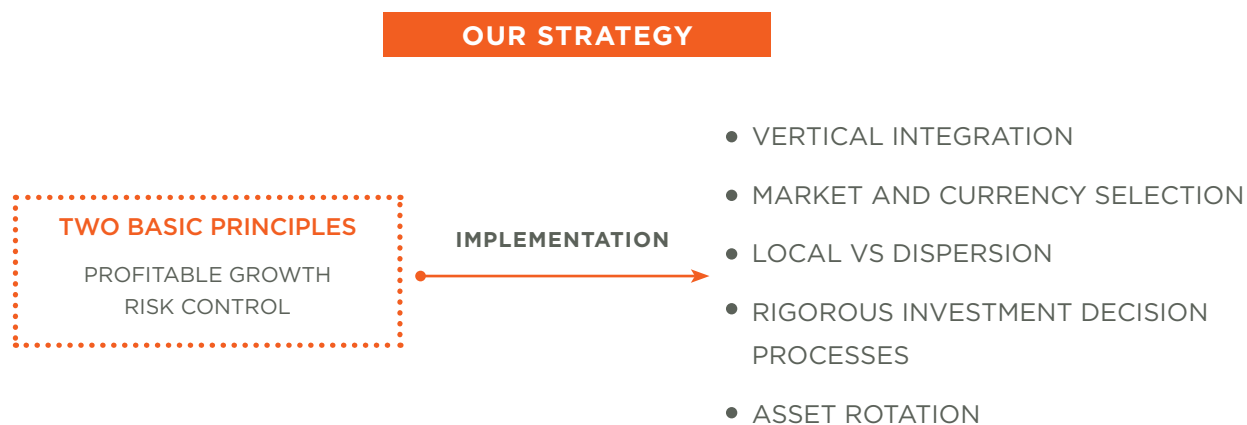 OUR STRATEGY
TWO BASIC PRINCIPLES
PROFITABLE GROWTH
RISK CONTROL
IMPLEMENTATION
• VERTICAL INTEGRATION
• MARKET AND CURRENCY SELECTION
• LOCAL VS DISPERSION
• RIGOROUS INVESTMENT DECISION
PROCESSES
• ASSET ROTATION